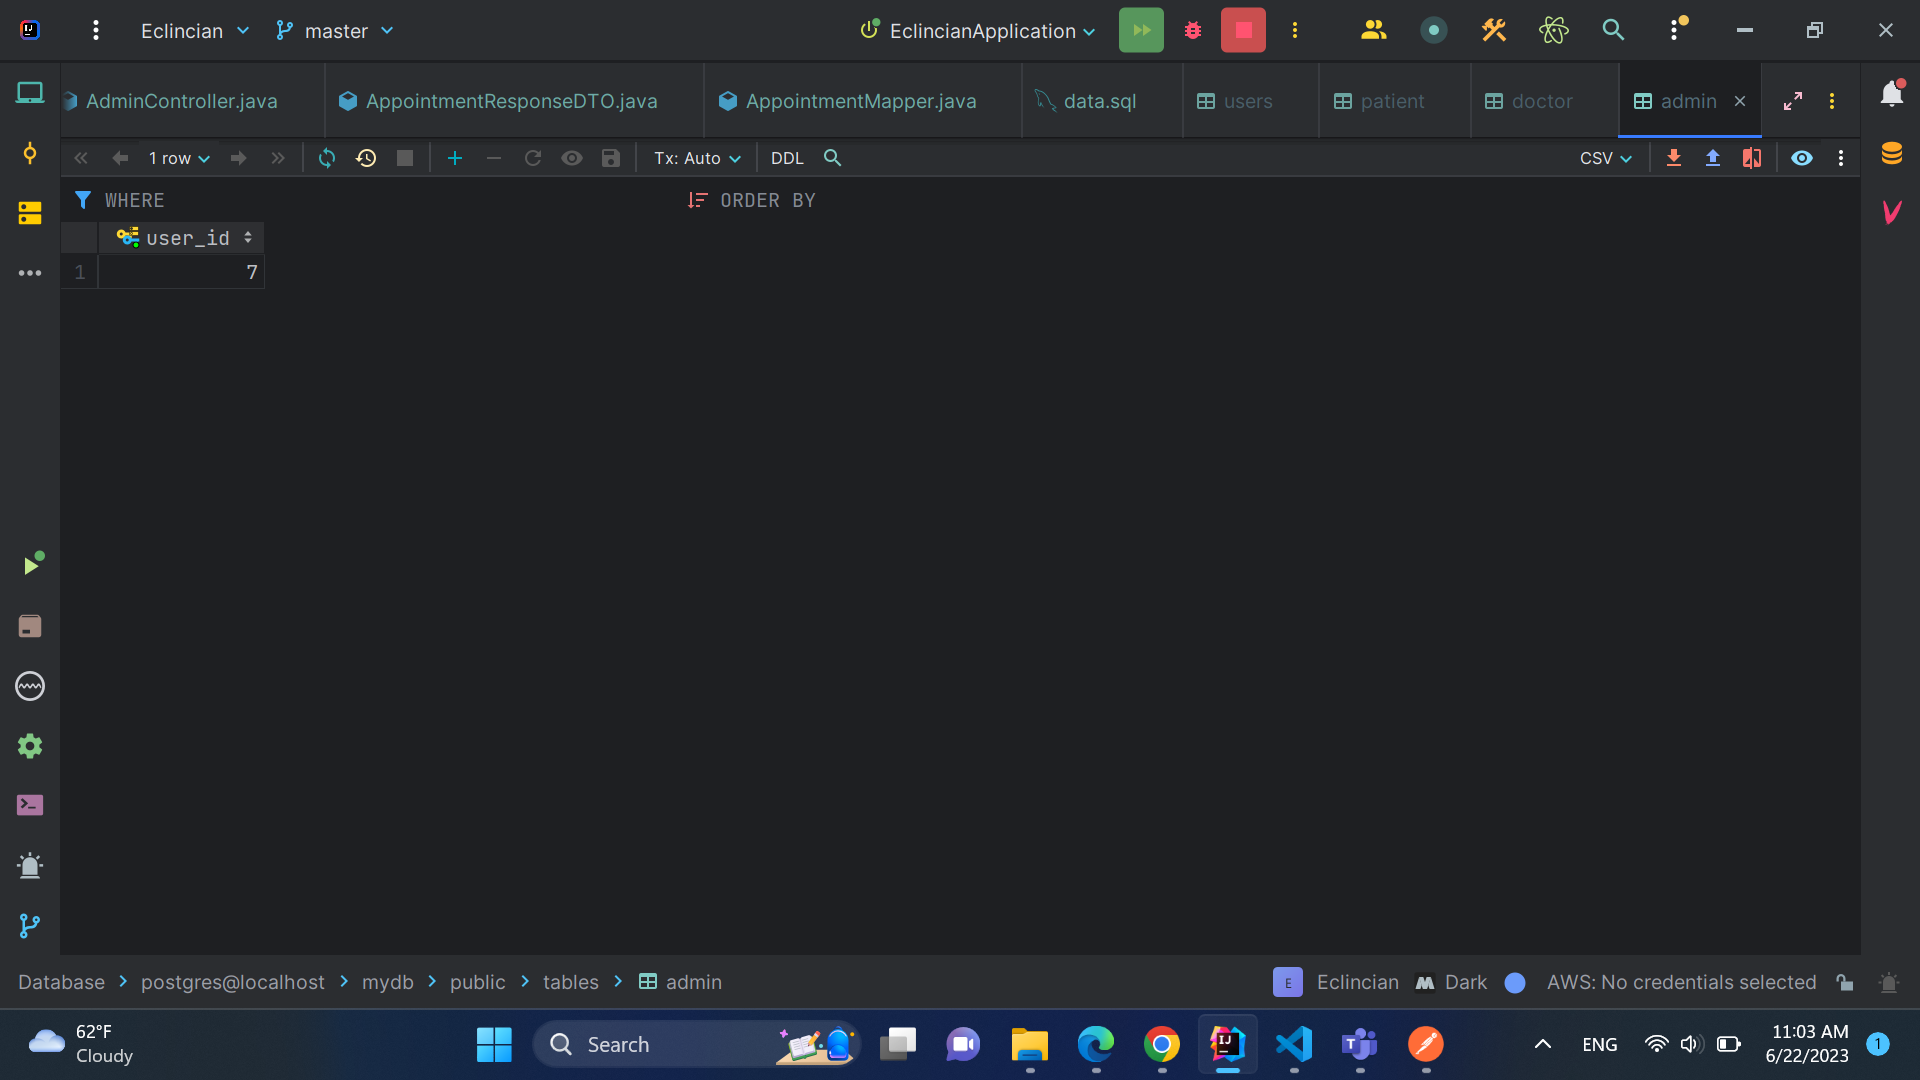 Eclincian
master
EclincianApplication
AdminController.java
AppointmentResponseDTO.java
AppointmentMapper.java
data.sql
users
patient
doctor
admin
1 row
Tx: Auto
DDL
CSV
WHERE
ORDER BY
user_id
1
7
Database
postgres@localhost
mydb
public
tables
admin
E
Eclincian
Dark
AWS: No credentials selected
62°F
Cloudy
Search
IJ
T
ENG
11:03 AM
6/22/2023
1